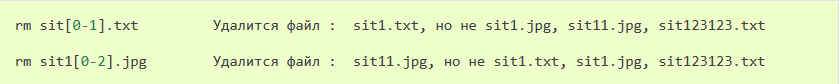 rm sit[0-1].txt Удалится файл : sit1.txt, но не sit1.jpg, sit11.jpg, sit123123.txt
rm sit1[0-2].jpg Удалится файл : sit11.jpg, но не sit1.txt, sit1.jpg, sit123123.txt